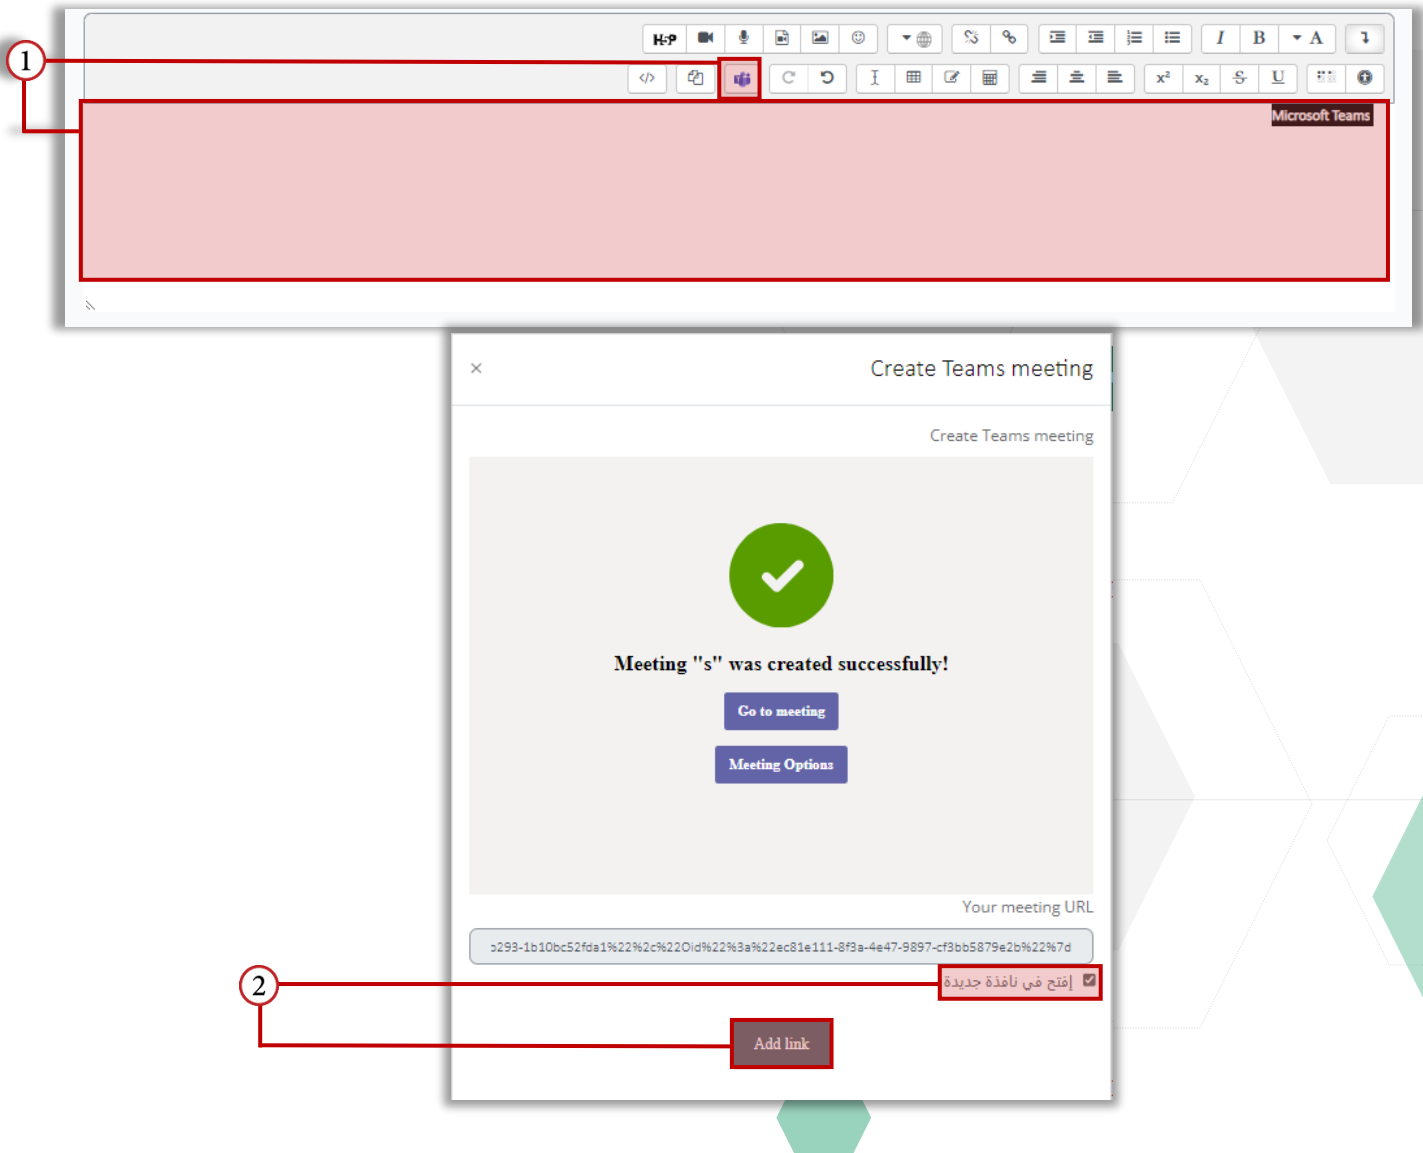 1
H5P
I B A
</> x² x₂ S U
Microsoft Teams
× Create Teams meeting
Create Teams meeting
Meeting "s" was created successfully!
Go to meeting
Meeting Options
Your meeting URL
293-1b10bc52fda1%22%2c%22Oid%22%3a%22ec81e111-8f3a-4e47-9897-cf3bb5879e2b%22%7d
إفتح في نافذة جديدة
2
Add link